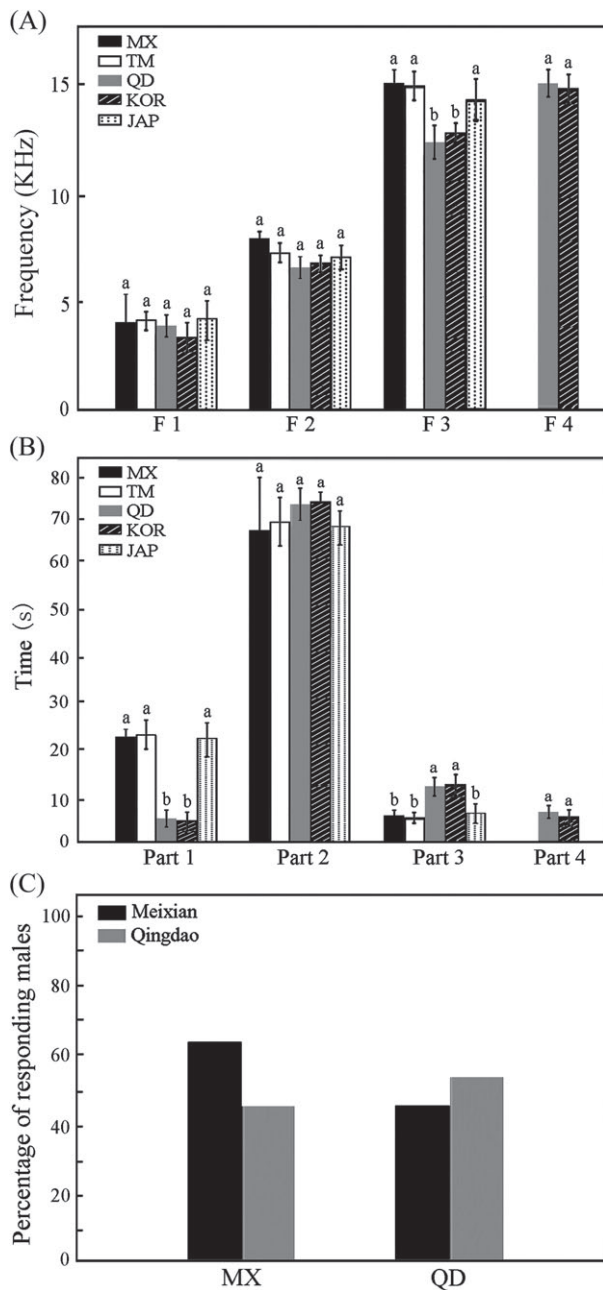 (A)
MX
TM
QD
KOR
JAP
Frequency (KHz)
15
10
5
0
a a a a a
a a a a a
a a b b a
a a
F 1 F 2 F 3 F 4
(B)
MX
TM
QD
KOR
JAP
Time (s)
80
70
60
50
40
30
20
10
0
a a b b a
a a a a a
b b a a b
a a
Part 1 Part 2 Part 3 Part 4
(C)
Meixian
Qingdao
Percentage of responding males
100
80
60
40
20
0
MX QD